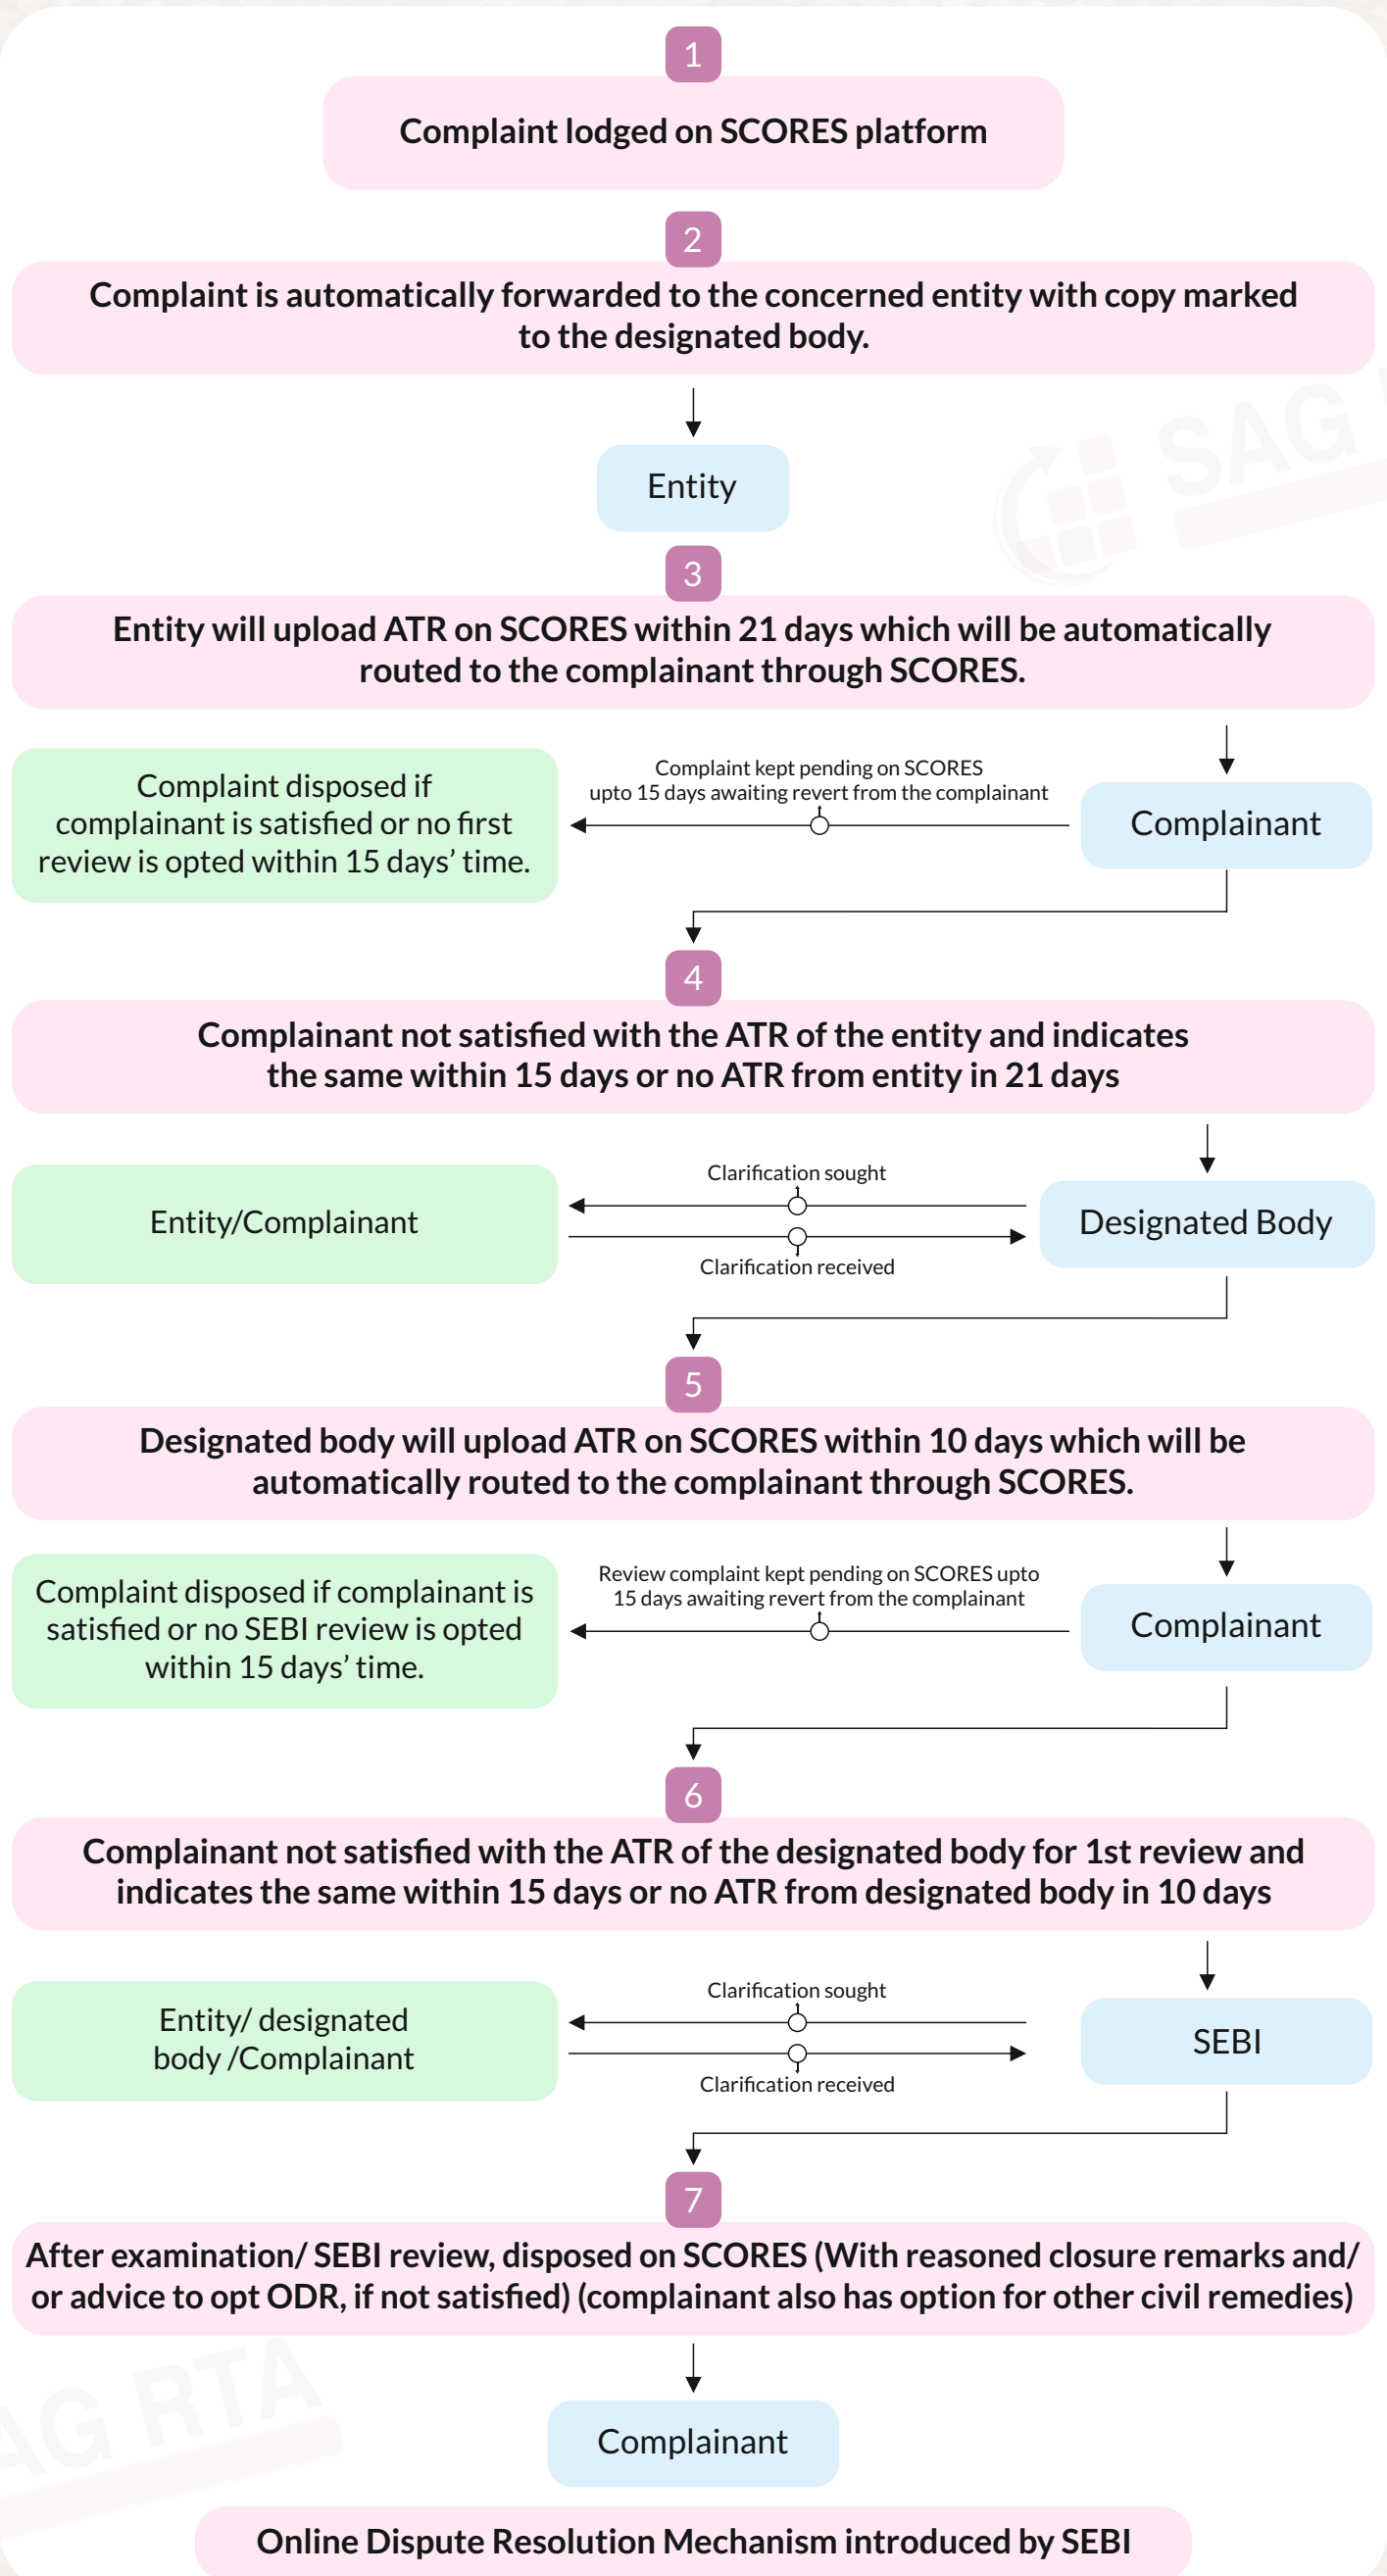 1
Complaint lodged on SCORES platform
2
Complaint is automatically forwarded to the concerned entity with copy marked
to the designated body.
SAG
Entity
3
Entity will upload ATR on SCORES within 21 days which will be automatically
routed to the complainant through SCORES.
Complaint disposed if
complainant is satisfied or no first
review is opted within 15 days’ time.
Complaint kept pending on SCORES
upto 15 days awaiting revert from the complainant
Complainant
4
Complainant not satisfied with the ATR of the entity and indicates
the same within 15 days or no ATR from entity in 21 days
Entity/Complainant
Clarification sought
Clarification received
Designated Body
5
Designated body will upload ATR on SCORES within 10 days which will be
automatically routed to the complainant through SCORES.
Complaint disposed if complainant is
satisfied or no SEBI review is opted
within 15 days’ time.
Review complaint kept pending on SCORES upto
15 days awaiting revert from the complainant
Complainant
6
Complainant not satisfied with the ATR of the designated body for 1st review and
indicates the same within 15 days or no ATR from designated body in 10 days
Entity/ designated
body /Complainant
Clarification sought
Clarification received
SEBI
7
After examination/ SEBI review, disposed on SCORES (With reasoned closure remarks and/
or advice to opt ODR, if not satisfied) (complainant also has option for other civil remedies)
AG RTA
Complainant
Online Dispute Resolution Mechanism introduced by SEBI